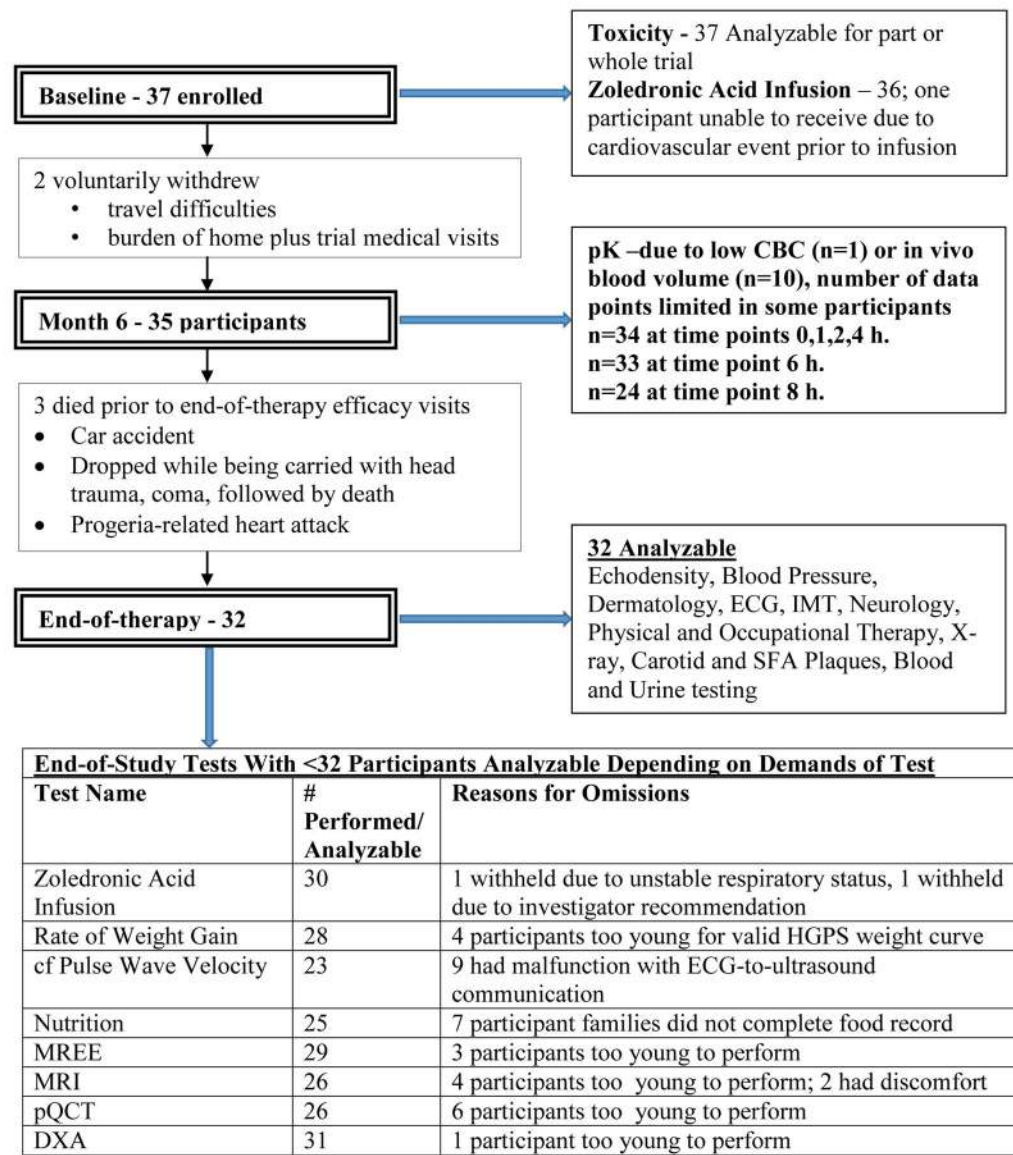 Baseline - 37 enrolled
Toxicity - 37 Analyzable for part or
whole trial
Zoledronic Acid Infusion – 36; one
participant unable to receive due to
cardiovascular event prior to infusion
2 voluntarily withdrew
• travel difficulties
• burden of home plus trial medical visits
Month 6 - 35 participants
pK –due to low CBC (n=1) or in vivo
blood volume (n=10), number of data
points limited in some participants
n=34 at time points 0,1,2,4 h.
n=33 at time point 6 h.
n=24 at time point 8 h.
3 died prior to end-of-therapy efficacy visits
• Car accident
• Dropped while being carried with head
trauma, coma, followed by death
• Progeria-related heart attack
End-of-therapy - 32
32 Analyzable
Echodensity, Blood Pressure,
Dermatology, ECG, IMT, Neurology,
Physical and Occupational Therapy, X-
ray, Carotid and SFA Plaques, Blood
and Urine testing
End-of-Study Tests With <32 Participants Analyzable Depending on Demands of Test
Test Name # Reasons for Omissions
Performed/
Analyzable
Zoledronic Acid 30 1 withheld due to unstable respiratory status, 1 withheld
Infusion due to investigator recommendation
Rate of Weight Gain 28 4 participants too young for valid HGPS weight curve
cf Pulse Wave Velocity 23 9 had malfunction with ECG-to-ultrasound
communication
Nutrition 25 7 participant families did not complete food record
MREE 29 3 participants too young to perform
MRI 26 4 participants too young to perform; 2 had discomfort
pQCT 26 6 participants too young to perform
DXA 31 1 participant too young to perform